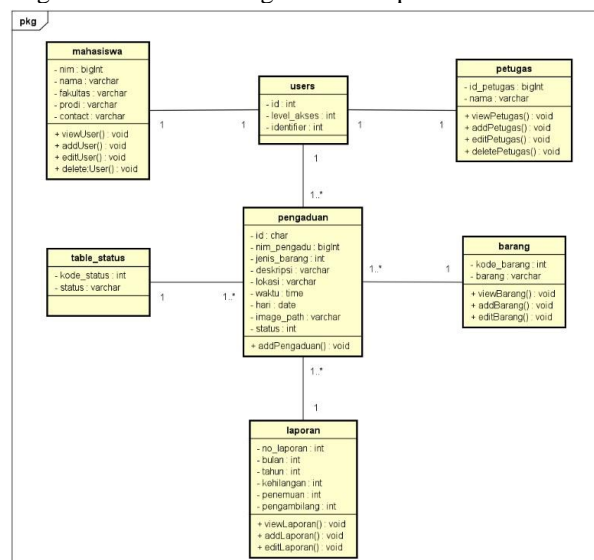 pkg
mahasiswa
- nim : bigInt
- nama : varchar
- fakultas : varchar
- prodi : varchar
- contact : varchar
+ viewUser() : void
+ addUser() : void
+ editUser() : void
+ delete:User() : void
1
1
users
- id : int
- level_akses : int
- identifier : int
1
1
petugas
- id_petugas : bigInt
- nama : varchar
+ viewPetugas() : void
+ addPetugas() : void
+ editPetugas() : void
+ deletePetugas() : void
1
1..*
table_status
- kode_status : int
- status : varchar
1
1..*
pengaduan
- id : char
- nim_pengadu : bigInt
- jenis_barang : int
- deskripsi : varchar
- lokasi : varchar
- waktu : time
- hari : date
- image_path : varchar
- status : int
+ addPengaduan() : void
1..*
1
barang
- kode_barang : int
- barang : varchar
+ viewBarang() : void
+ addBarang() : void
+ editBarang() : void
1..*
1
laporan
- no_laporan : int
- bulan : int
- tahun : int
- kehilangan : int
- penemuan : int
- pengambilang : int
+ viewLaporan() : void
+ addLaporan() : void
+ editLaporan() : void